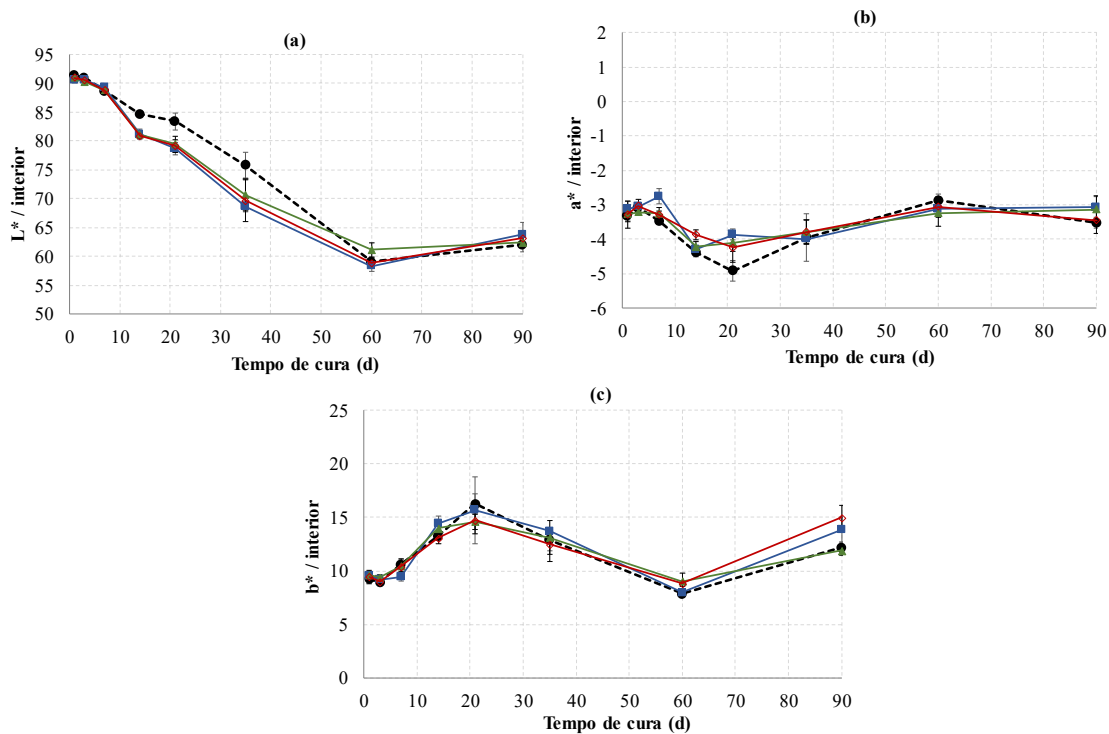 (a)
95
90
85
80
75
70
65
60
55
50
L* / interior
0 10 20 30 40 50 60 70 80 90
Tempo de cura (d)
(b)
2
1
0
-1
-2
-3
-4
-5
-6
a* / interior
0 10 20 30 40 50 60 70 80 90
Tempo de cura (d)
(c)
25
20
15
10
5
0
b* / interior
0 10 20 30 40 50 60 70 80 90
Tempo de cura (d)